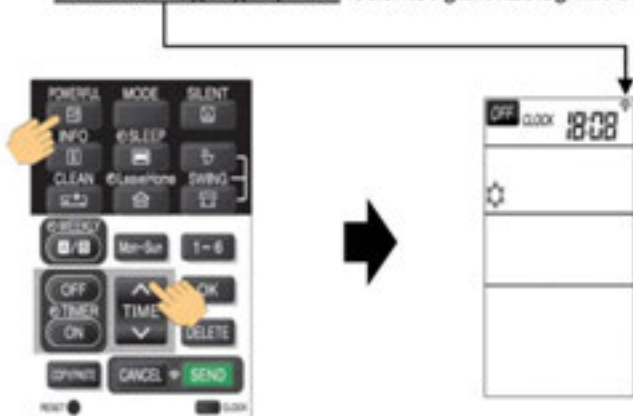 POWERFUL MODE SILENT
INFO SLEEP
CLEAN LeaveHome SWING
WEEKLY
A/B Mon-Sun 1-6
OFF OK
TIMER TIME
ON DELETE
COPY/PASTE CANCEL SEND
RESET CLOCK
OFF CLOCK 18:08